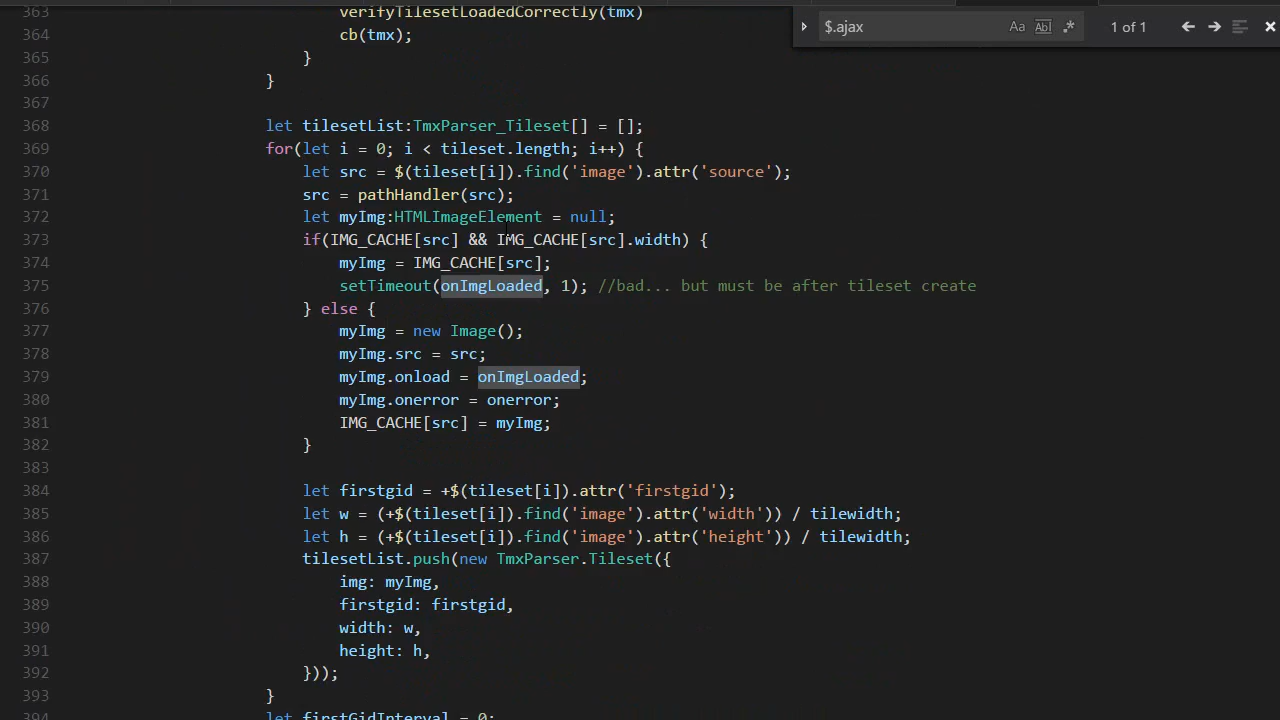 363 verifyTilesetLoadedCorrectly(tmx)
364 cb(tmx);
365 }
366 }
367
368 let tilesetList:TmxParser_Tileset[] = [];
369 for(let i = 0; i < tileset.length; i++) {
370 let src = $(tileset[i]).find('image').attr('source');
371 src = pathHandler(src);
372 let myImg:HTMLImageElement = null;
373 if(IMG_CACHE[src] && IMG_CACHE[src].width) {
374 myImg = IMG_CACHE[src];
375 setTimeout(onImgLoaded, 1); //bad... but must be after tileset create
376 } else {
377 myImg = new Image();
378 myImg.src = src;
379 myImg.onload = onImgLoaded;
380 myImg.onerror = onerror;
381 IMG_CACHE[src] = myImg;
382 }
383
384 let firstgid = +$(tileset[i]).attr('firstgid');
385 let w = (+$(tileset[i]).find('image').attr('width')) / tilewidth;
386 let h = (+$(tileset[i]).find('image').attr('height')) / tilewidth;
387 tilesetList.push(new TmxParser.Tileset({
388 img: myImg,
389 firstgid: firstgid,
390 width: w,
391 height: h,
392 }));
393 }
394 let firstGidInterval = 0;
$.ajax Aa Abl .* 1 of 1